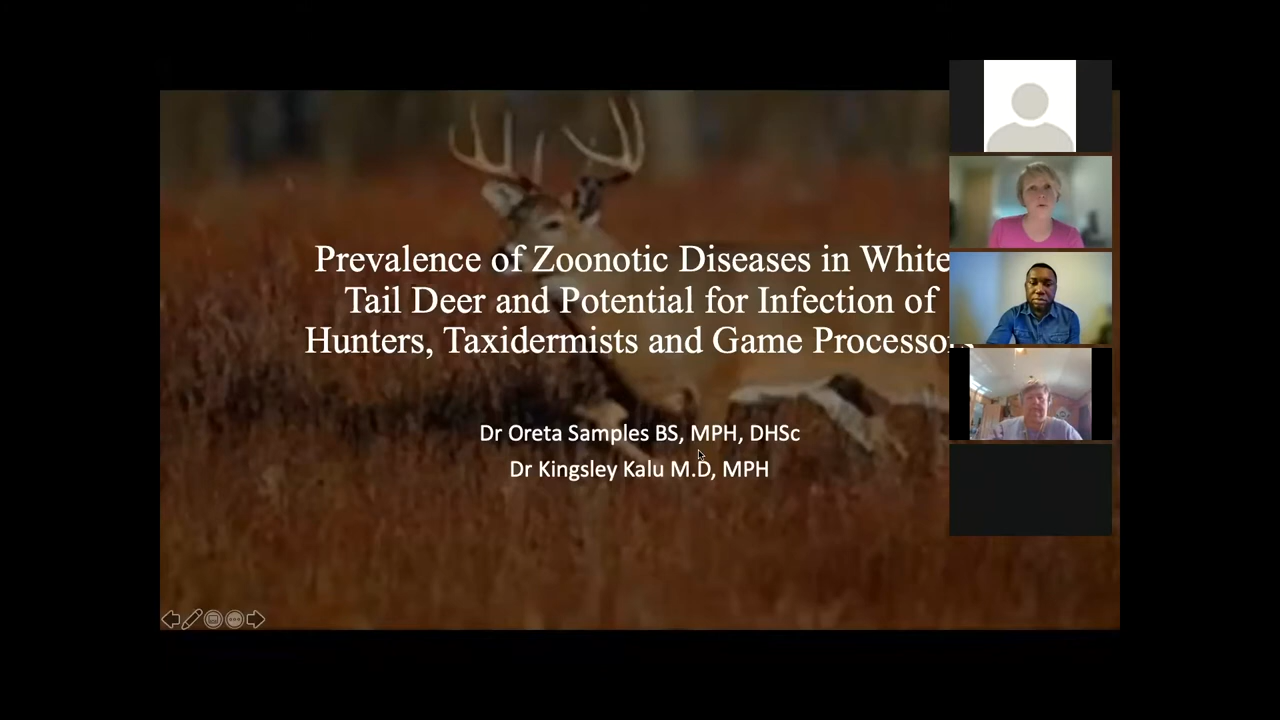 Prevalence of Zoonotic Diseases in White
Tail Deer and Potential for Infection of
Hunters, Taxidermists and Game Processors
Dr Oreta Samples BS, MPH, DHSc
Dr Kingsley Kalu M.D, MPH